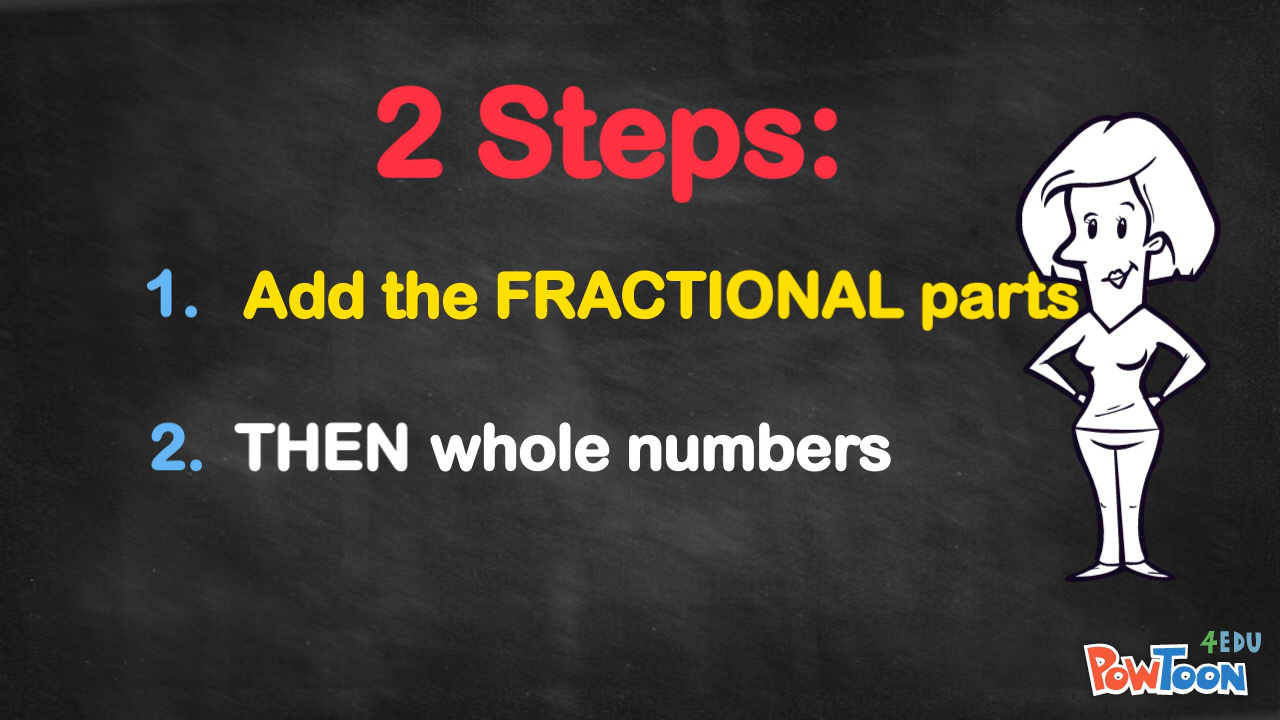 2 Steps:
1. Add the FRACTIONAL parts
2. THEN whole numbers
4EDU
POWTOON